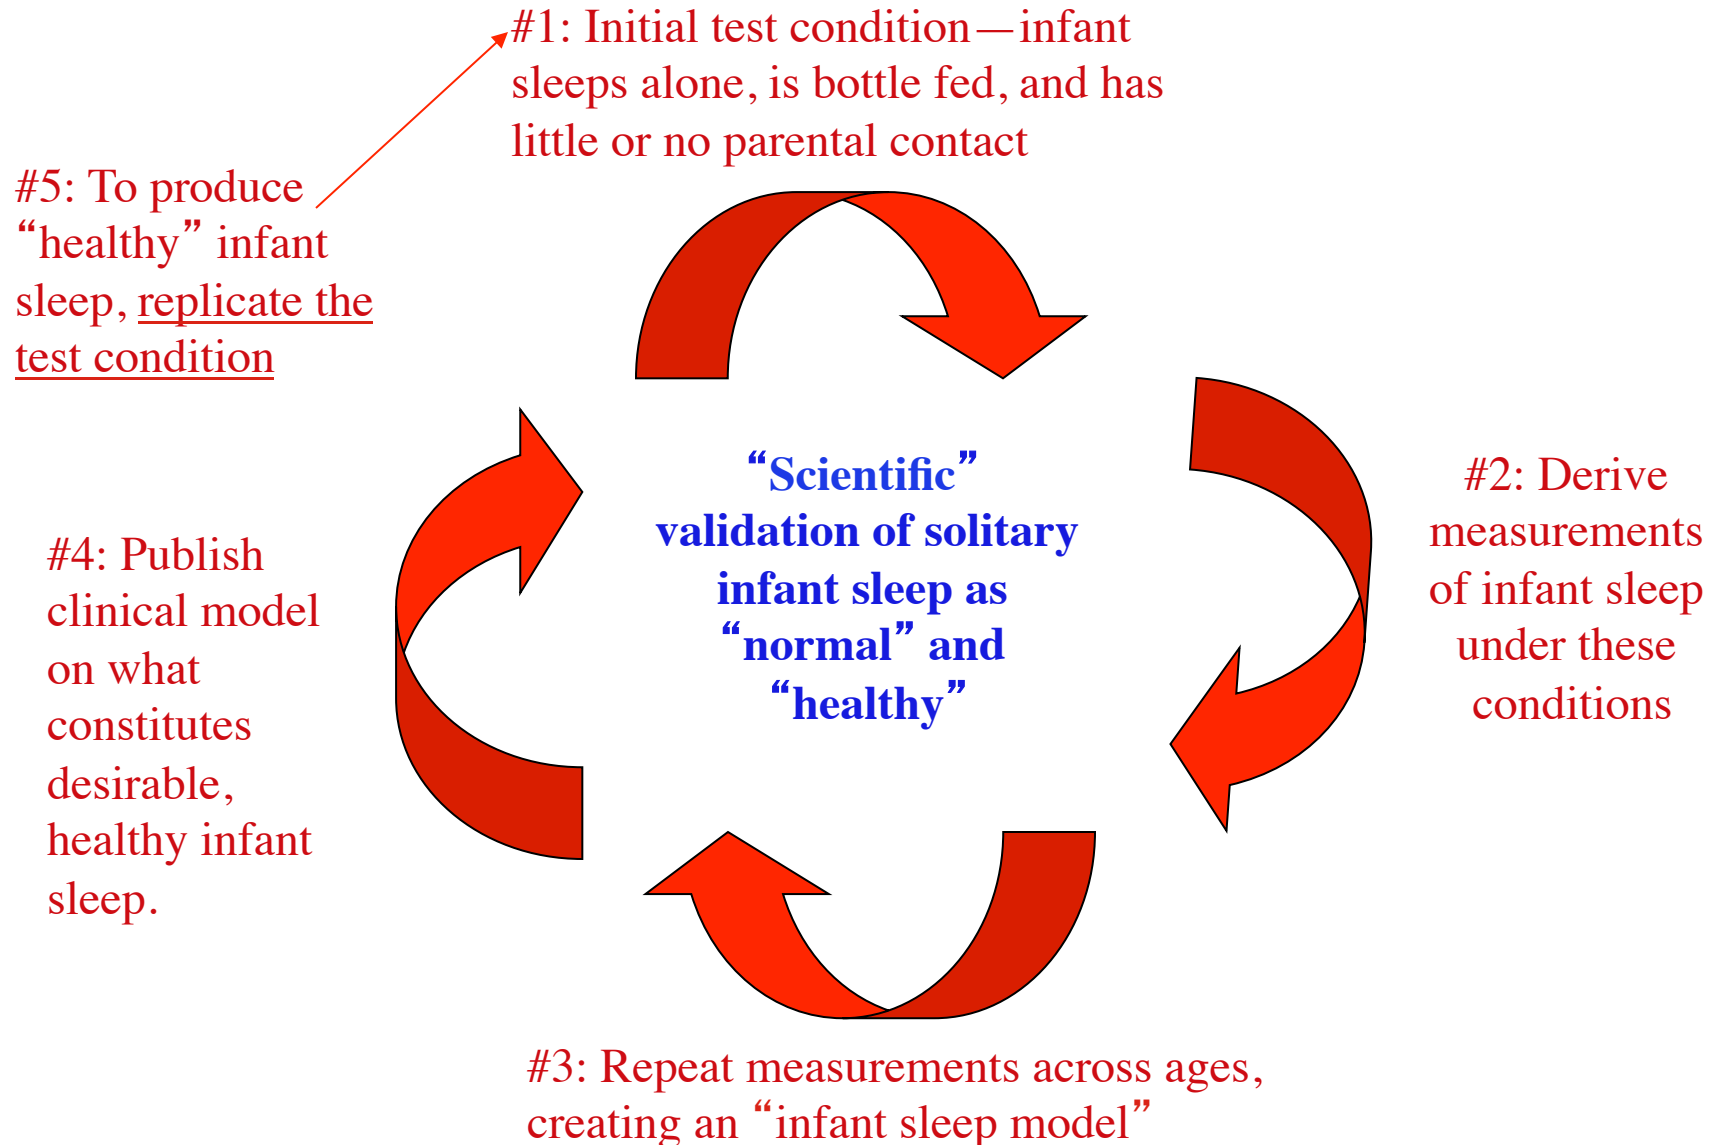 #1: Initial test condition—infant
sleeps alone, is bottle fed, and has
little or no parental contact
#2: Derive
measurements
of infant sleep
under these
conditions
#3: Repeat measurements across ages,
creating an “infant sleep model”
#4: Publish
clinical model
on what
constitutes
desirable,
healthy infant
sleep.
#5: To produce
“healthy” infant
sleep, replicate the
test condition
“Scientific”
validation of solitary
infant sleep as
“normal” and
“healthy”